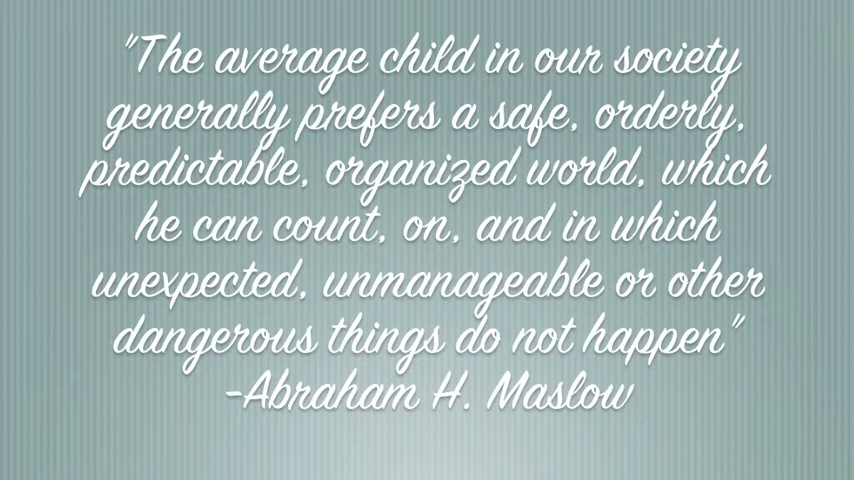 "The average child in our society
generally prefers a safe, orderly,
predictable, organized world, which
he can count, on, and in which
unexpected, unmanageable or other
dangerous things do not happen"
-Abraham H. Maslow